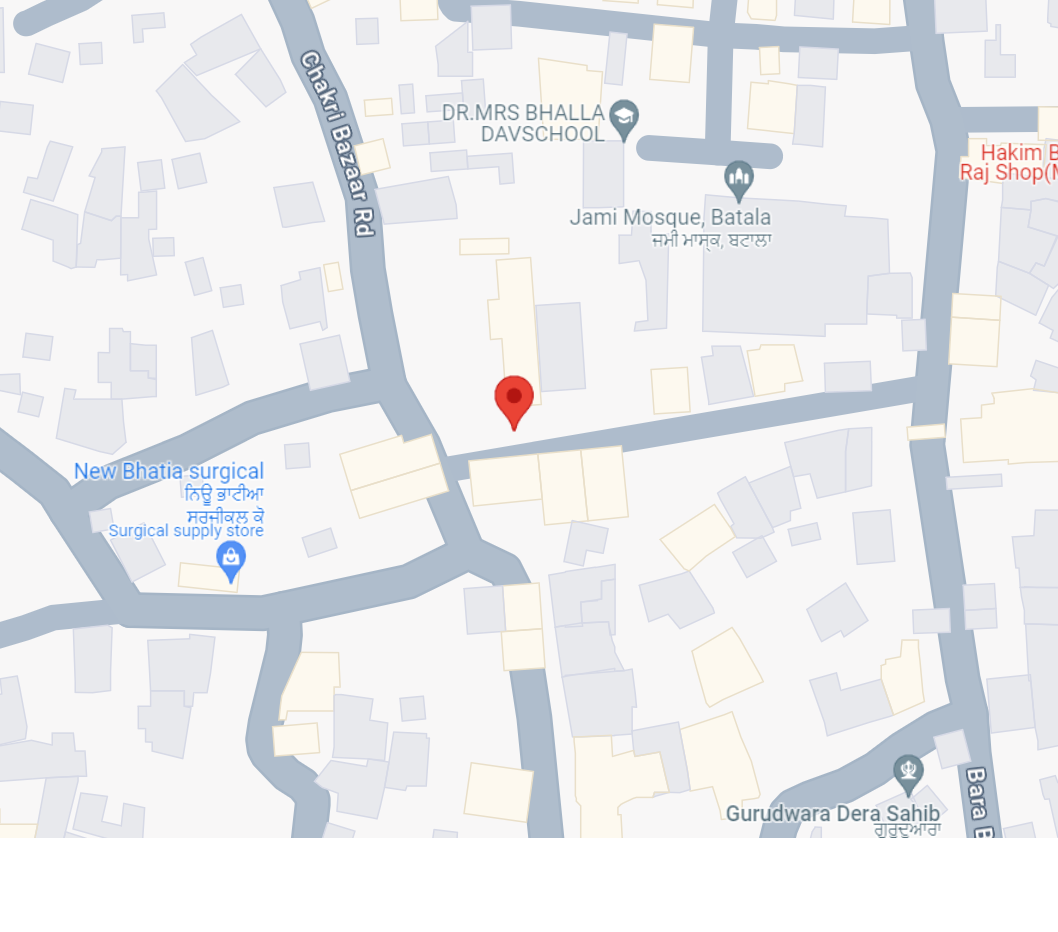 Chakri Bazaar Rd
DR.MRS BHALLA
DAVSCHOOL
Hakim B
Raj Shop(M
Jami Mosque, Batala
ਜਮੀ ਮਾਸ੍ਕ, ਬਟਾਲਾ
New Bhatia surgical
ਨਿਊ ਭਾਟੀਆ
ਸਰਜੀਕਲ ਕੋ
Surgical supply store
Gurudwara Dera Sahib
ਗੁਰੂਦੁਆਰਾ
Bara B